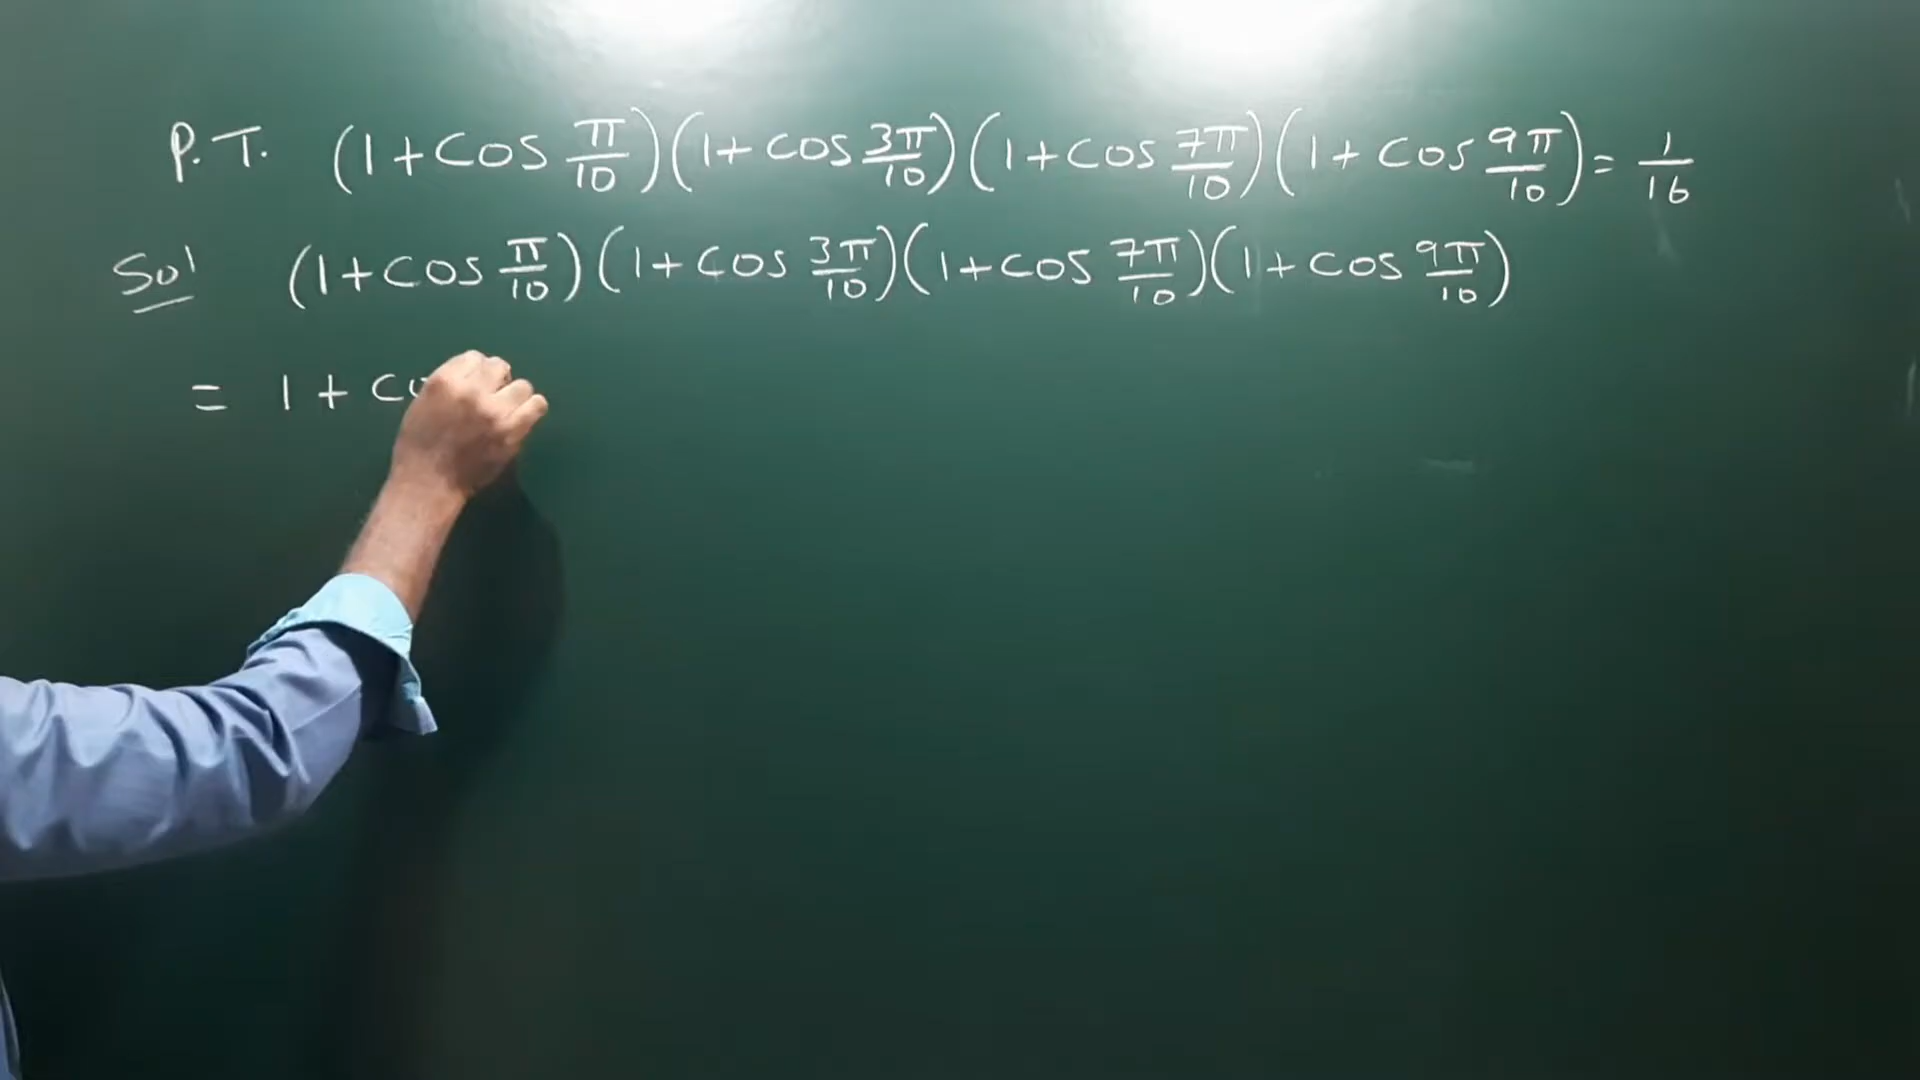 P.T. (1+cos π/10)(1+cos 3π/10)(1+cos 7π/10)(1+cos 9π/10)= 1/16
Sol (1+cos π/10)(1+cos 3π/10)(1+cos 7π/10)(1+cos 9π/10)
= 1 + co